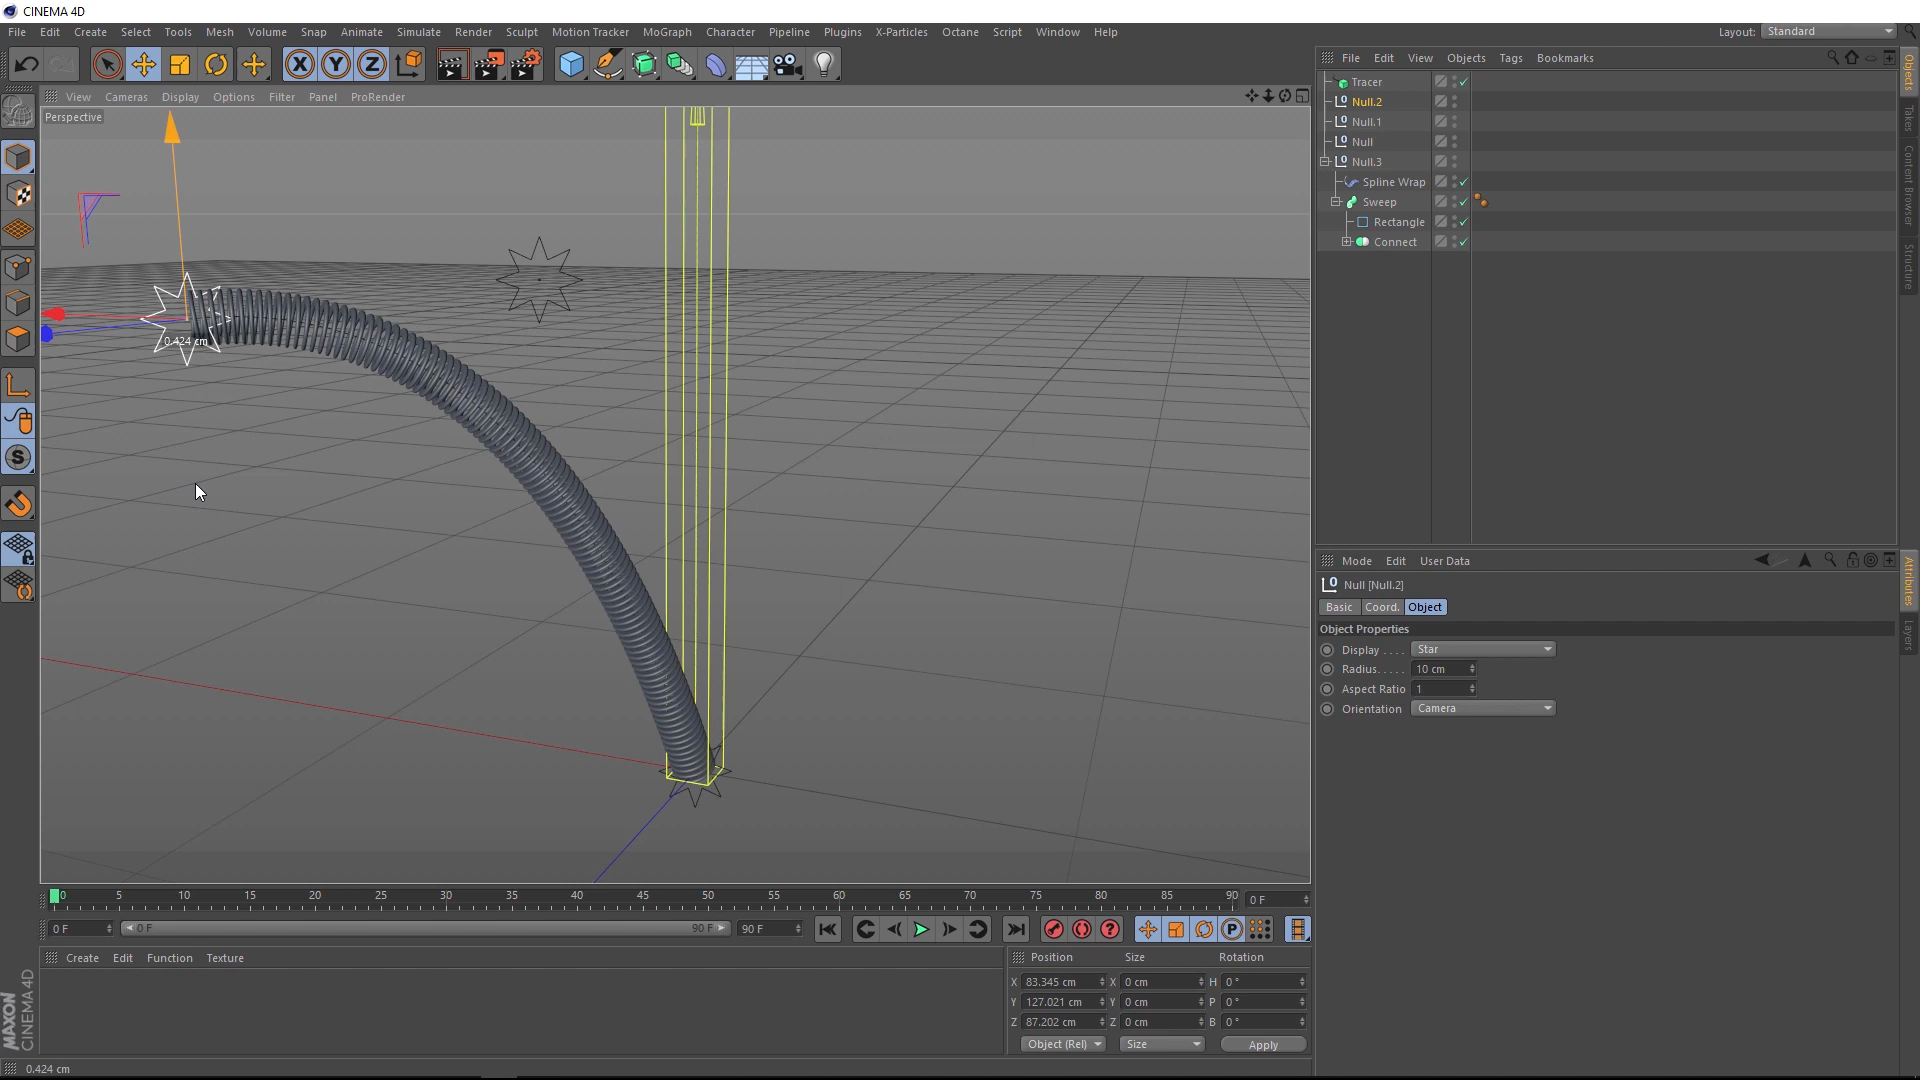 CINEMA 4D
File Edit Create Select Tools Mesh Volume Snap Animate Simulate Render Sculpt Motion Tracker MoGraph Character Pipeline Plugins X-Particles Octane Script Window Help Layout: Standard
X Y Z
File Edit View Objects Tags Bookmarks
View Cameras Display Options Filter Panel ProRender
Perspective
0.424 cm
Tracer
Null.2
Null.1
Null
Null.3
Spline Wrap
Sweep
Rectangle
Connect
Objects
Takes
Content Browser
Structure
Mode Edit User Data
Null [Null.2]
Basic Coord. Object
Object Properties
Display . . . . Star
Radius. . . . . 10 cm
Aspect Ratio 1
Orientation Camera
Attributes
Layers
0 5 10 15 20 25 30 35 40 45 50 55 60 65 70 75 80 85 90 0 F
0 F 0 F 90 F 90 F
Create Edit Function Texture
Position Size Rotation
X 83.345 cm X 0 cm H 0 °
Y 127.021 cm Y 0 cm P 0 °
Z 87.202 cm Z 0 cm B 0 °
Object (Rel) Size Apply
MAXON
CINEMA 4D
0.424 cm